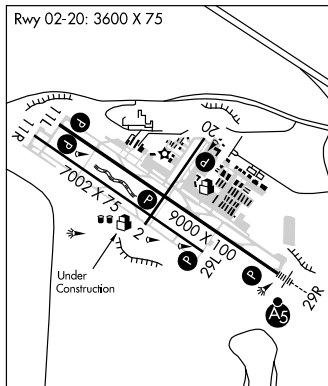 Rwy 02-20: 3600 X 75
11L
11R
P
P
20
P
7002 X 75
P
9000 X 100
2
29L
P
P
29R
Under
Construction
A5